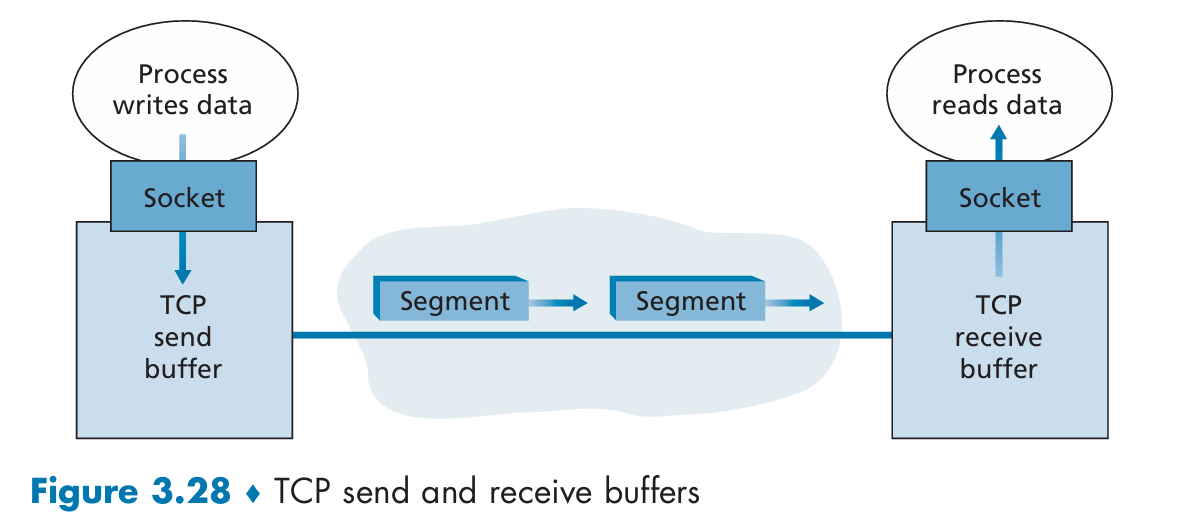 Process
writes data
Process
reads data
Socket
Socket
Segment
Segment
TCP
send
buffer
TCP
receive
buffer
Figure 3.28 ♦ TCP send and receive buffers